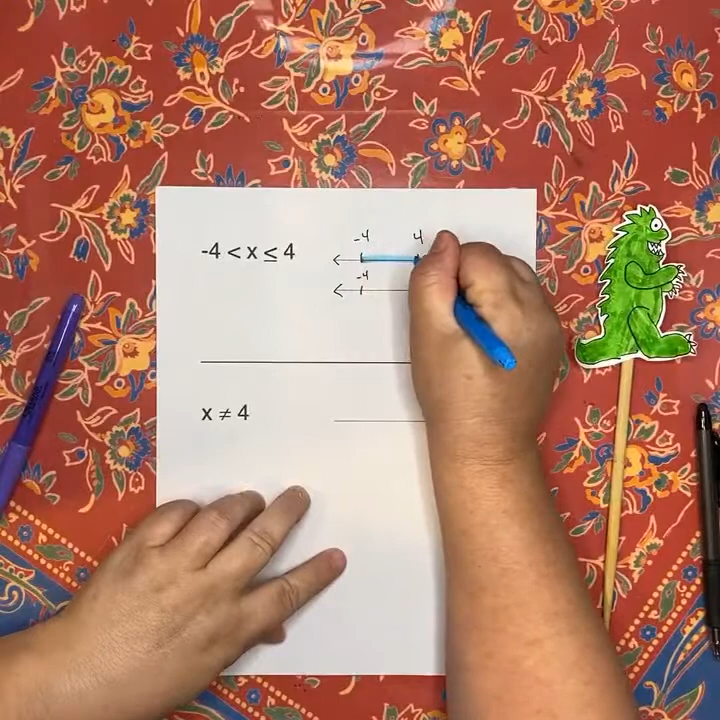 -4 < x ≤ 4
-4 4
-4
x ≠ 4